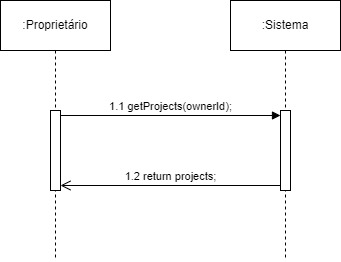 :Proprietário
:Sistema
1.1 getProjects(ownerId);
1.2 return projects;